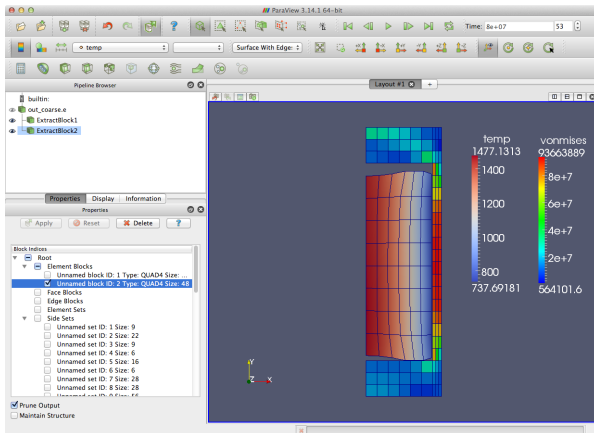 ParaView 3.14.1 64-bit
Time: 8e+07
53
temp
Surface With Edges
Pipeline Browser
builtin:
out_coarse.e
ExtractBlock1
ExtractBlock2
Layout #1
+
Properties
Display
Information
Properties
Apply
Reset
Delete
?
Block Indices
Root
Element Blocks
Unnamed block ID: 1 Type: QUAD4 Size: ...
Unnamed block ID: 2 Type: QUAD4 Size: 48
Face Blocks
Edge Blocks
Element Sets
Side Sets
Unnamed set ID: 1 Size: 9
Unnamed set ID: 2 Size: 22
Unnamed set ID: 3 Size: 9
Unnamed set ID: 4 Size: 6
Unnamed set ID: 5 Size: 16
Unnamed set ID: 6 Size: 6
Unnamed set ID: 7 Size: 28
Unnamed set ID: 8 Size: 28
Prune Output
Maintain Structure
temp
1477.1313
1400
1200
1000
800
737.69181
vonmises
93663889
8e+7
6e+7
4e+7
2e+7
564101.6
Y
Z
X